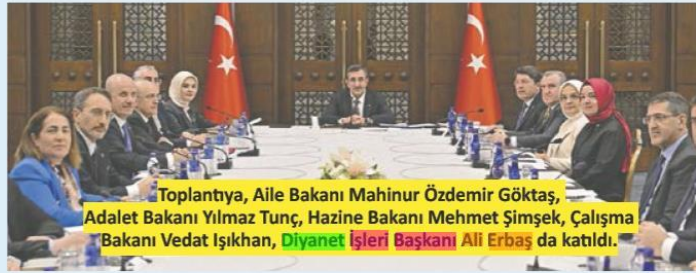 Toplantıya, Aile Bakanı Mahinur Özdemir Göktaş,
Adalet Bakanı Yılmaz Tunç, Hazine Bakanı Mehmet Şimşek, Çalışma
Bakanı Vedat Işıkhan, Diyanet İşleri Başkanı Ali Erbaş da katıldı.